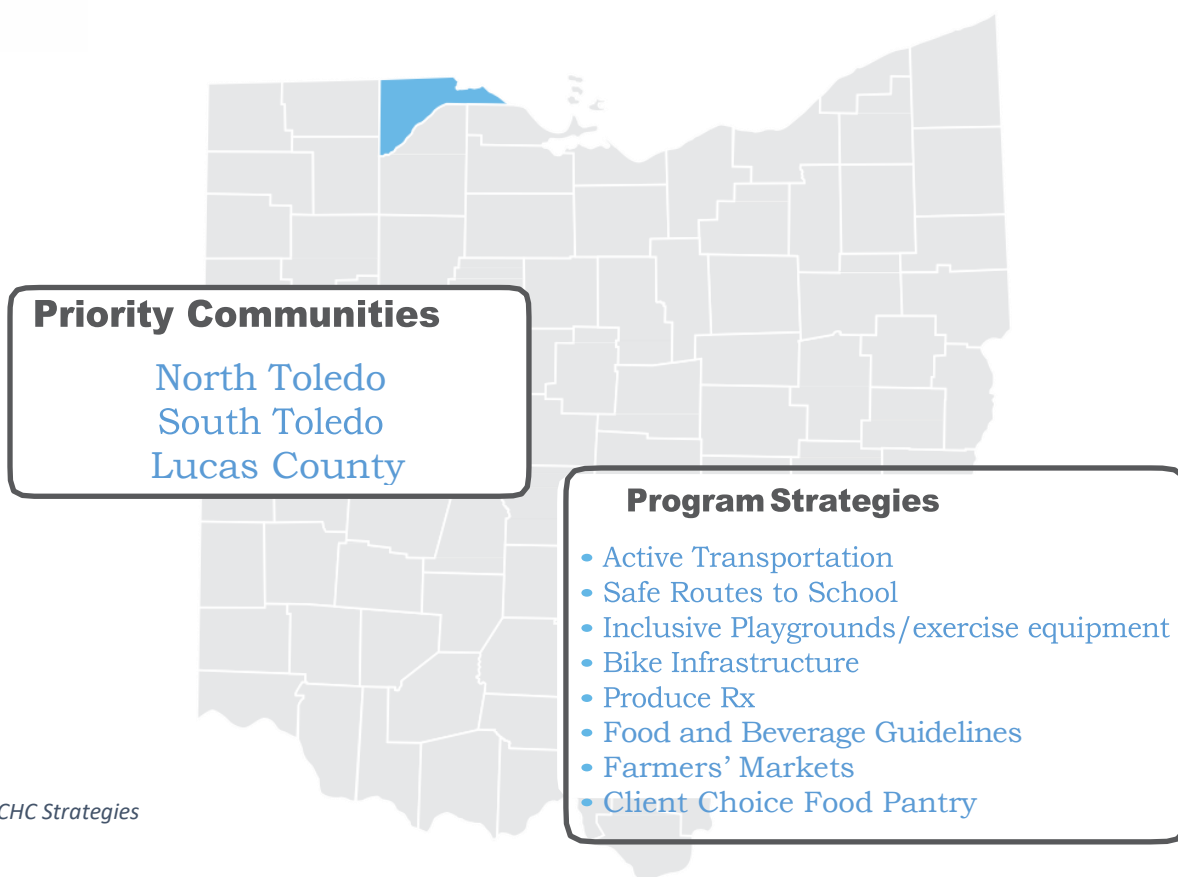 Priority Communities
North Toledo
South Toledo
Lucas County
Program Strategies
• Active Transportation
• Safe Routes to School
• Inclusive Playgrounds/exercise equipment
• Bike Infrastructure
• Produce Rx
• Food and Beverage Guidelines
• Farmers’ Markets
• Client Choice Food Pantry
CHC Strategies